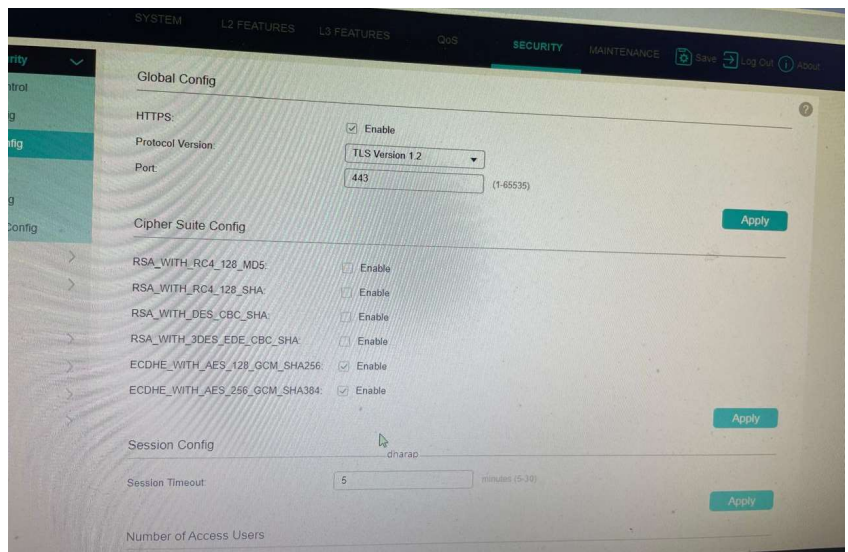 SYSTEM L2 FEATURES L3 FEATURES QoS SECURITY MAINTENANCE Save Log Out About
Global Config
HTTPS: Enable
Protocol Version: TLS Version 1.2
Port: 443 (1-65535)
Apply
Cipher Suite Config
RSA_WITH_RC4_128_MD5: Enable
RSA_WITH_RC4_128_SHA: Enable
RSA_WITH_DES_CBC_SHA: Enable
RSA_WITH_3DES_EDE_CBC_SHA: Enable
ECDHE_WITH_AES_128_GCM_SHA256: Enable
ECDHE_WITH_AES_256_GCM_SHA384: Enable
Apply
Session Config
dharap
Session Timeout: 5 minutes (5-30)
Apply
Number of Access Users
Config